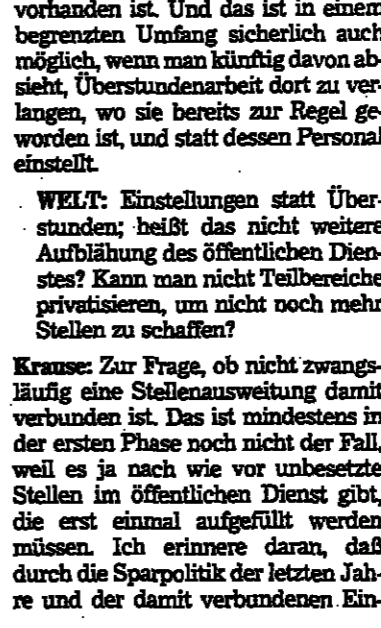 vorhanden ist. Und das ist in einem
begrenzten Umfang sicherlich auch
möglich, wenn man künftig davon ab-
sieht, Überstundenarbeit dort zu ver-
langen, wo sie bereits zur Regel ge-
worden ist, und statt dessen Personal
einstellt.
WELT: Einstellungen statt Über-
stunden; heißt das nicht weitere
Aufblähung des öffentlichen Dien-
stes? Kann man nicht Teilbereiche
privatisieren, um nicht noch mehr
Stellen zu schaffen?
Krause: Zur Frage, ob nicht zwangs-
läufig eine Stellenausweitung damit
verbunden ist. Das ist mindestens in
der ersten Phase noch nicht der Fall,
weil es ja nach wie vor unbesetzte
Stellen im öffentlichen Dienst gibt,
die erst einmal aufgefüllt werden
müssen. Ich erinnere daran, daß
durch die Sparpolitik der letzten Jah-
re und der damit verbundenen Ein-